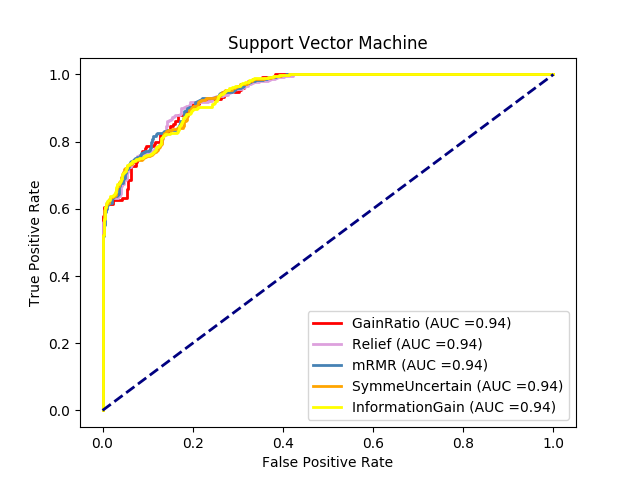 Support Vector Machine
True Positive Rate
1.0
0.8
0.6
0.4
0.2
0.0
GainRatio (AUC =0.94)
Relief (AUC =0.94)
mRMR (AUC =0.94)
SymmeUncertain (AUC =0.94)
InformationGain (AUC =0.94)
0.0 0.2 0.4 0.6 0.8 1.0
False Positive Rate